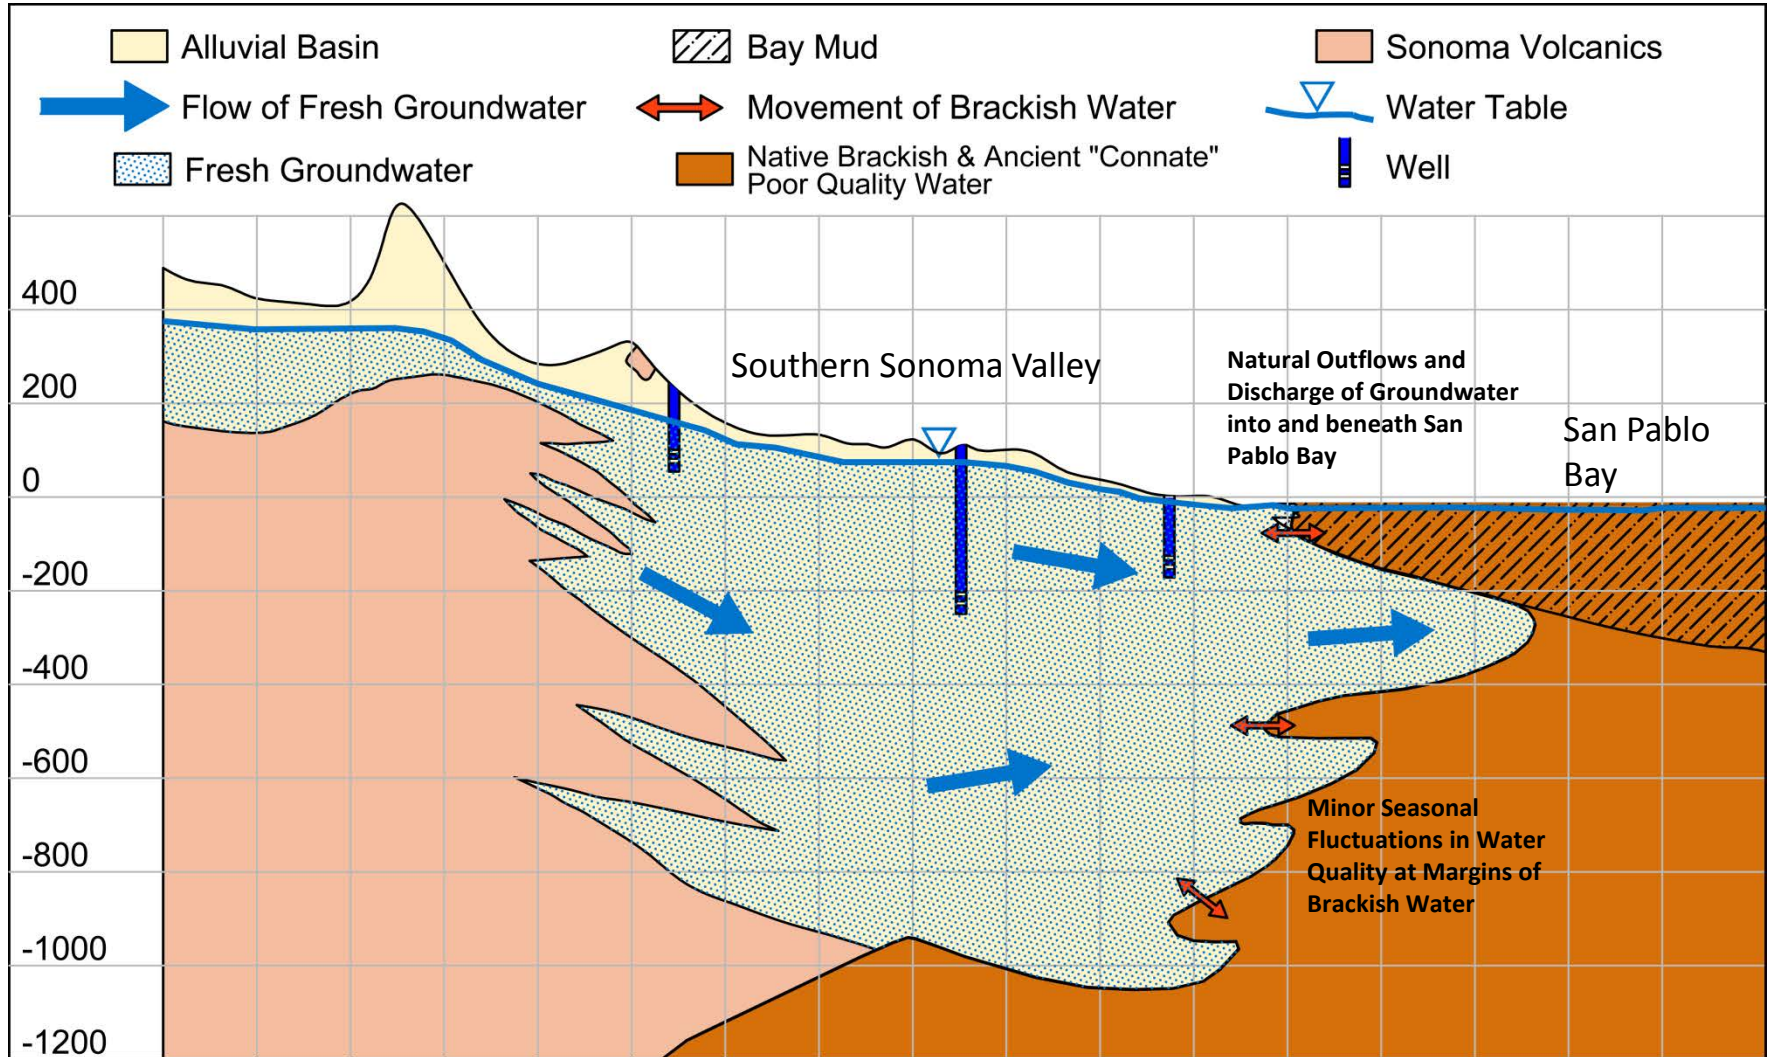 Alluvial Basin
Bay Mud
Sonoma Volcanics
Flow of Fresh Groundwater
Movement of Brackish Water
Water Table
Fresh Groundwater
Native Brackish & Ancient "Connate"
Poor Quality Water
Well
400
200
0
-200
-400
-600
-800
-1000
-1200
Southern Sonoma Valley
Natural Outflows and
Discharge of Groundwater
into and beneath San
Pablo Bay
San Pablo
Bay
Minor Seasonal
Fluctuations in Water
Quality at Margins of
Brackish Water